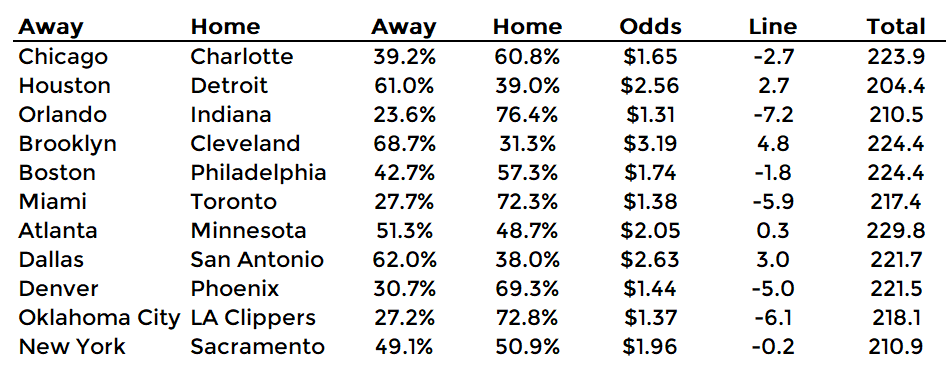 Away Home Away Home Odds Line Total
Chicago Charlotte 39.2% 60.8% $1.65 -2.7 223.9
Houston Detroit 61.0% 39.0% $2.56 2.7 204.4
Orlando Indiana 23.6% 76.4% $1.31 -7.2 210.5
Brooklyn Cleveland 68.7% 31.3% $3.19 4.8 224.4
Boston Philadelphia 42.7% 57.3% $1.74 -1.8 224.4
Miami Toronto 27.7% 72.3% $1.38 -5.9 217.4
Atlanta Minnesota 51.3% 48.7% $2.05 0.3 229.8
Dallas San Antonio 62.0% 38.0% $2.63 3.0 221.7
Denver Phoenix 30.7% 69.3% $1.44 -5.0 221.5
Oklahoma City LA Clippers 27.2% 72.8% $1.37 -6.1 218.1
New York Sacramento 49.1% 50.9% $1.96 -0.2 210.9